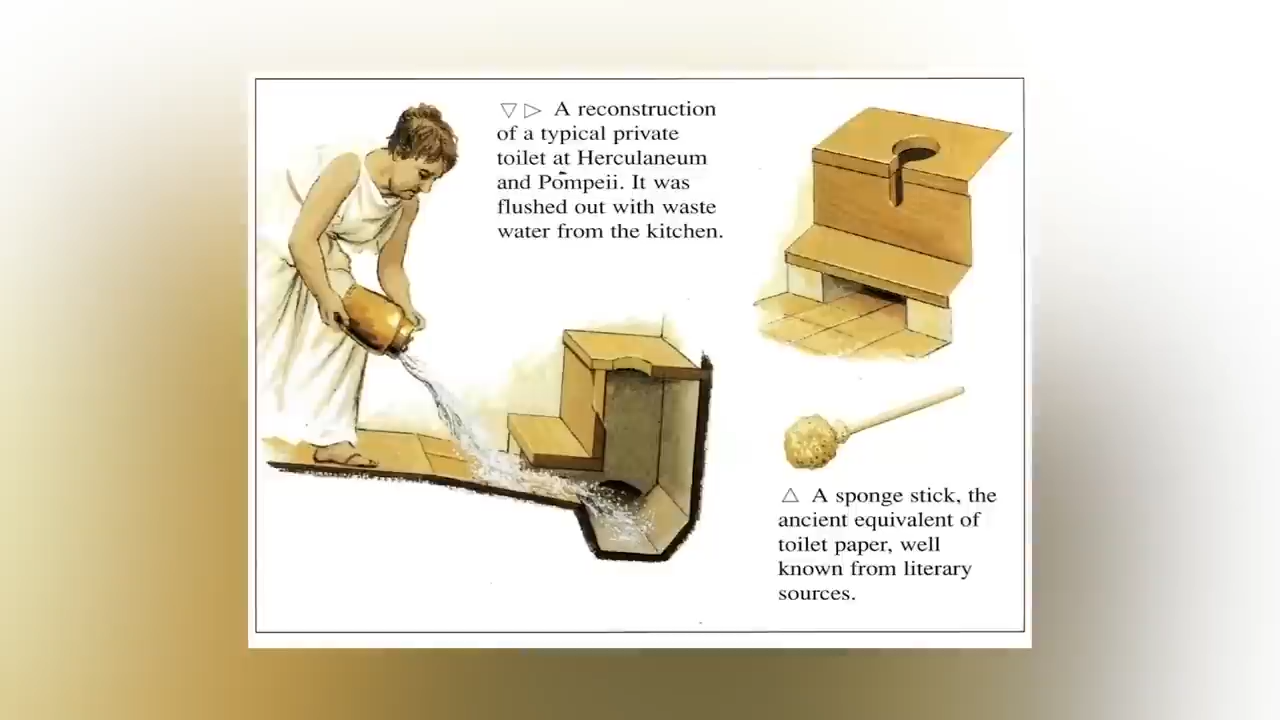 ▽▷ A reconstruction
of a typical private
toilet at Herculaneum
and Pompeii. It was
flushed out with waste
water from the kitchen.
△ A sponge stick, the
ancient equivalent of
toilet paper, well
known from literary
sources.